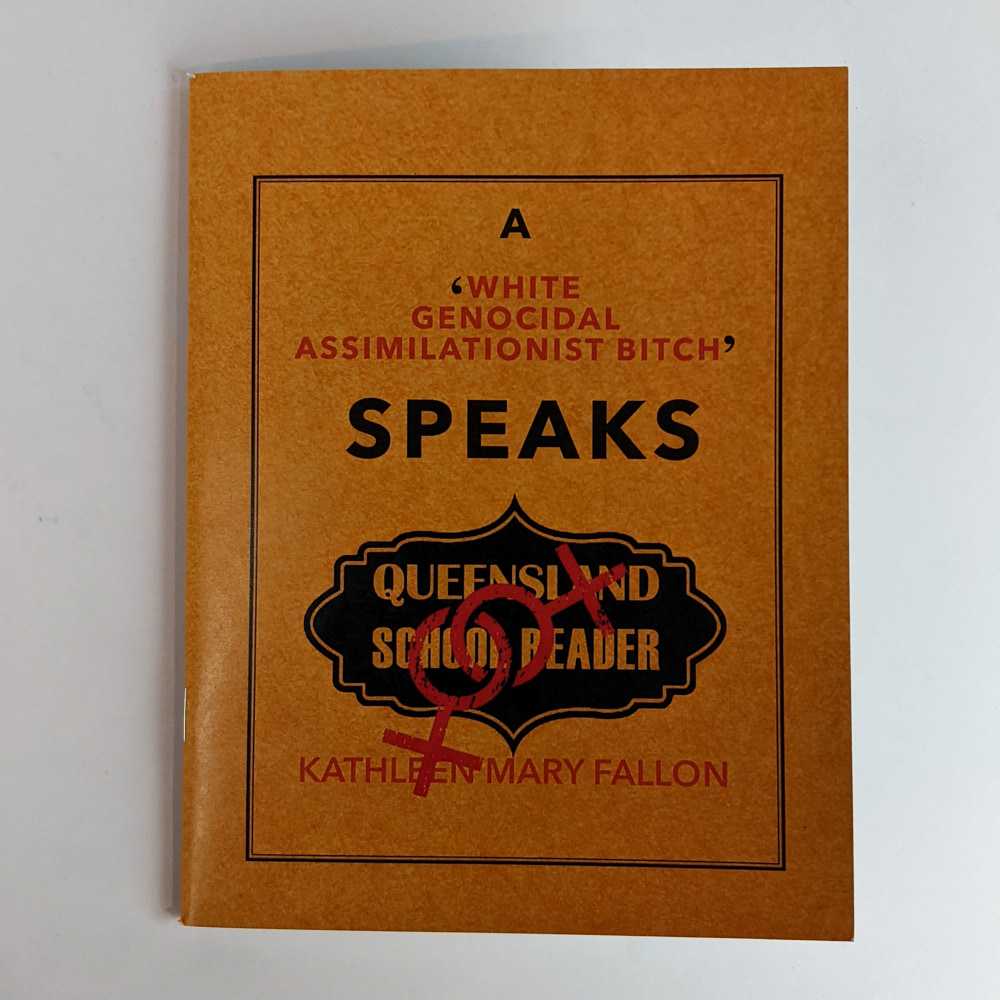 A
‘WHITE
GENOCIDAL
ASSIMILATIONIST BITCH’
SPEAKS
QUEENSLAND
SCHOOL READER
KATHLEEN MARY FALLON